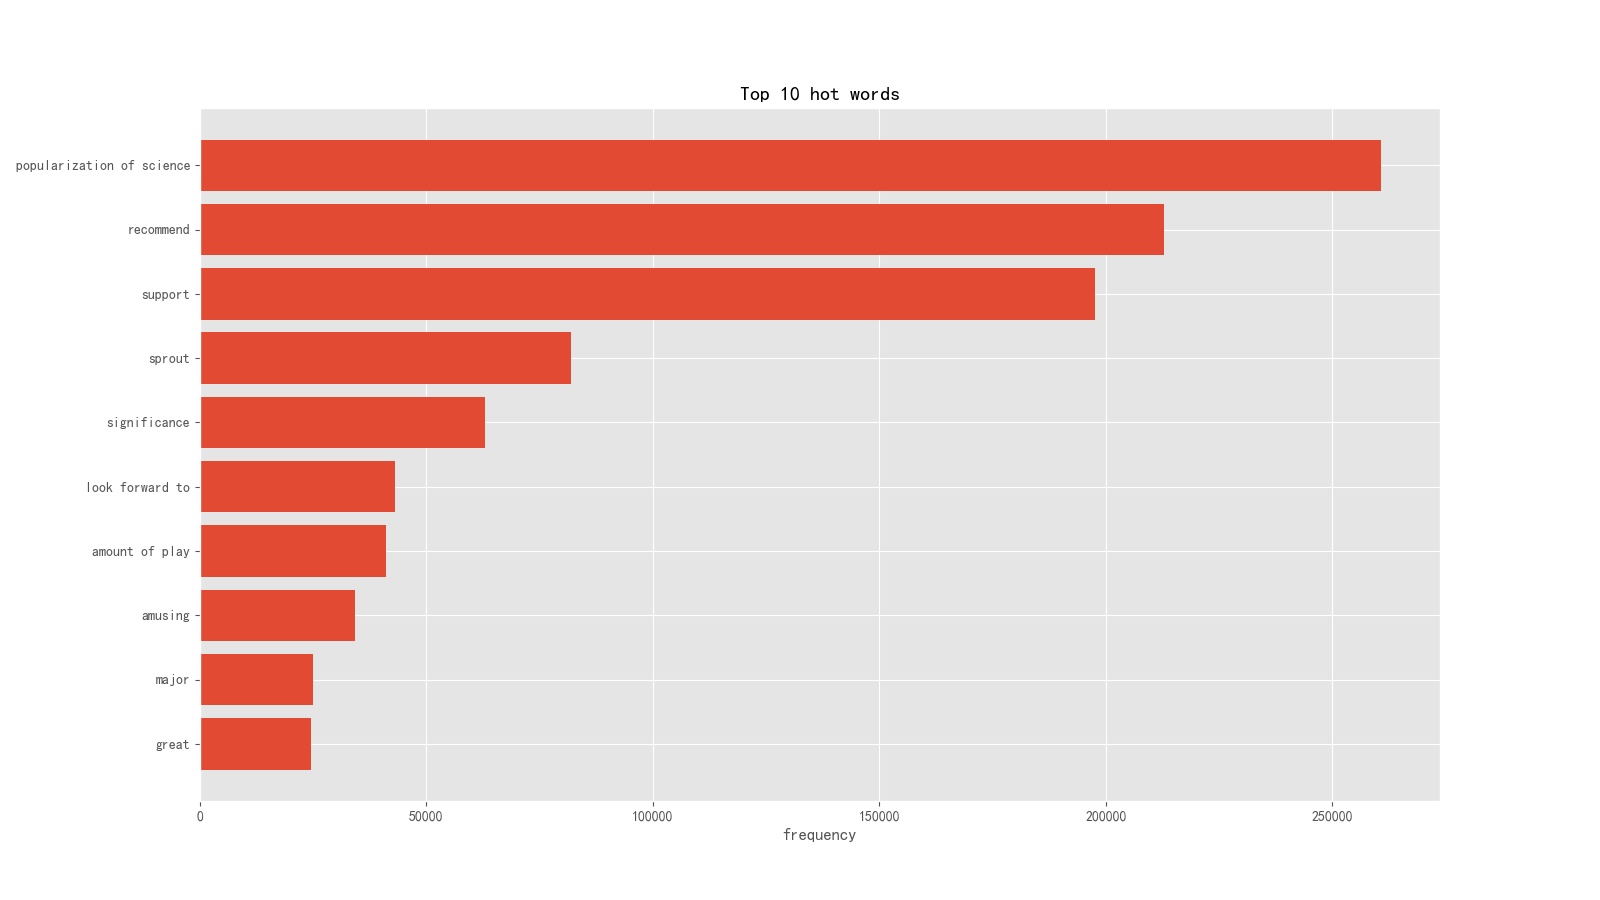 Top 10 hot words
popularization of science
recommend
support
sprout
significance
look forward to
amount of play
amusing
major
great
0 50000 100000 150000 200000 250000
frequency